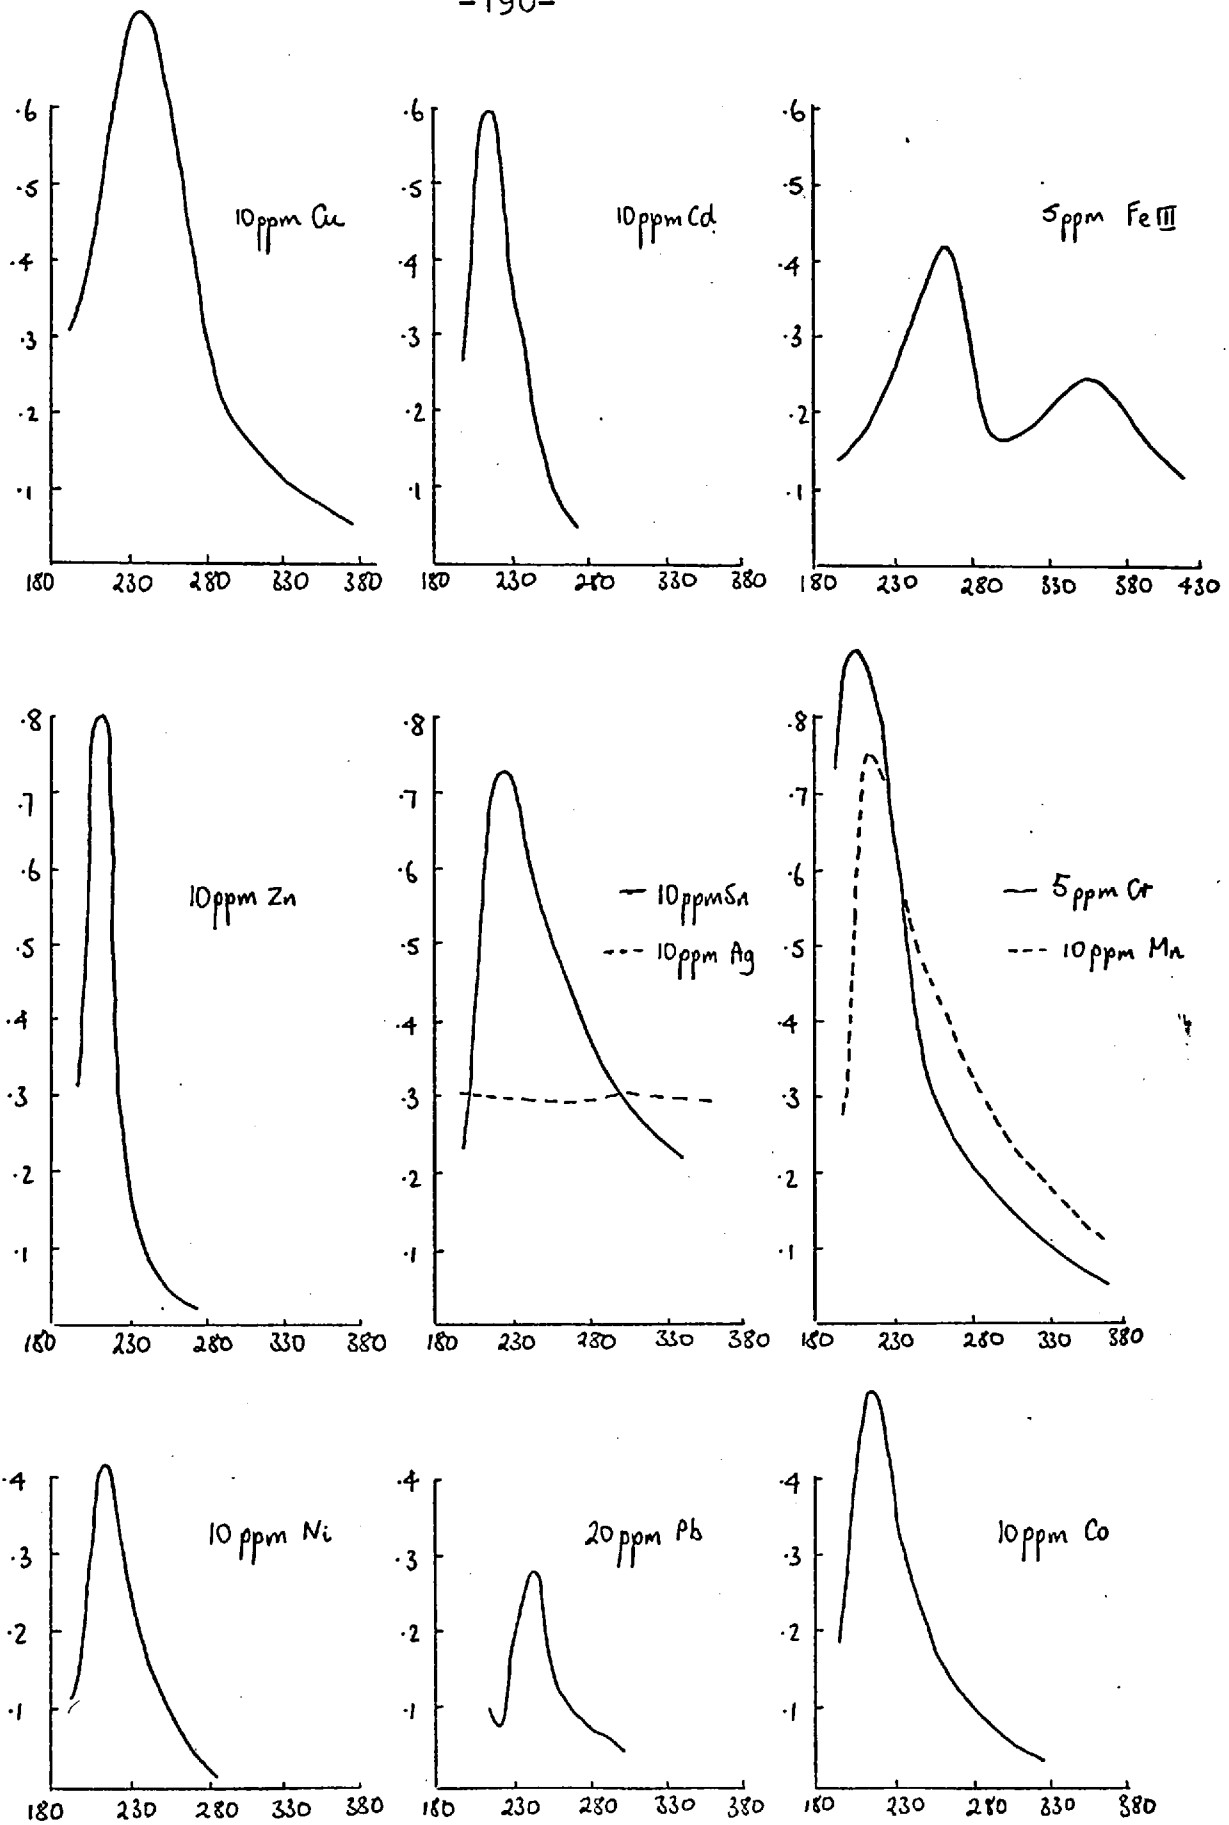 -190-
.6
.5
.4
.3
.2
.1
10ppm Cu
180 230 280 330 380
.6
.5
.4
.3
.2
.1
10ppm Cd
180 230 280 330 380
.6
.5
.4
.3
.2
.1
5ppm Fe III
180 230 280 330 380 430
.8
.7
.6
.5
.4
.3
.2
.1
10ppm Zn
180 230 280 330 380
.8
.7
.6
.5
.4
.3
.2
.1
— 10ppm Sn
--- 10ppm Ag
180 230 280 330 380
.8
.7
.6
.5
.4
.3
.2
.1
— 5ppm Cr
--- 10ppm Mn
180 230 280 330 380
.4
.3
.2
.1
10 ppm Ni
180 230 280 330 380
.4
.3
.2
.1
20ppm Pb
180 230 280 330 380
.4
.3
.2
.1
10ppm Co
180 230 280 330 380